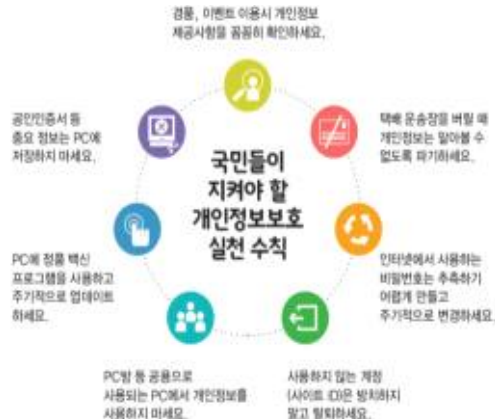 경품, 이벤트 이용시 개인정보
제공사항을 꼼꼼히 확인하세요.
택배 운송장을 버릴 때
개인정보는 알아볼 수
없도록 파기하세요.
인터넷에서 사용하는
비밀번호는 추측하기
어렵게 만들고
주기적으로 변경하세요.
사용하지 않는 계정
(사이트 ID)은 방치하지
말고 탈퇴하세요.
PC방 등 공용으로
사용되는 PC에서 개인정보를
사용하지 마세요.
PC에 정품 백신
프로그램을 사용하고
주기적으로 업데이트
하세요.
공인인증서 등
중요 정보는 PC에
저장하지 마세요.
국민들이
지켜야 할
개인정보보호
실천 수칙